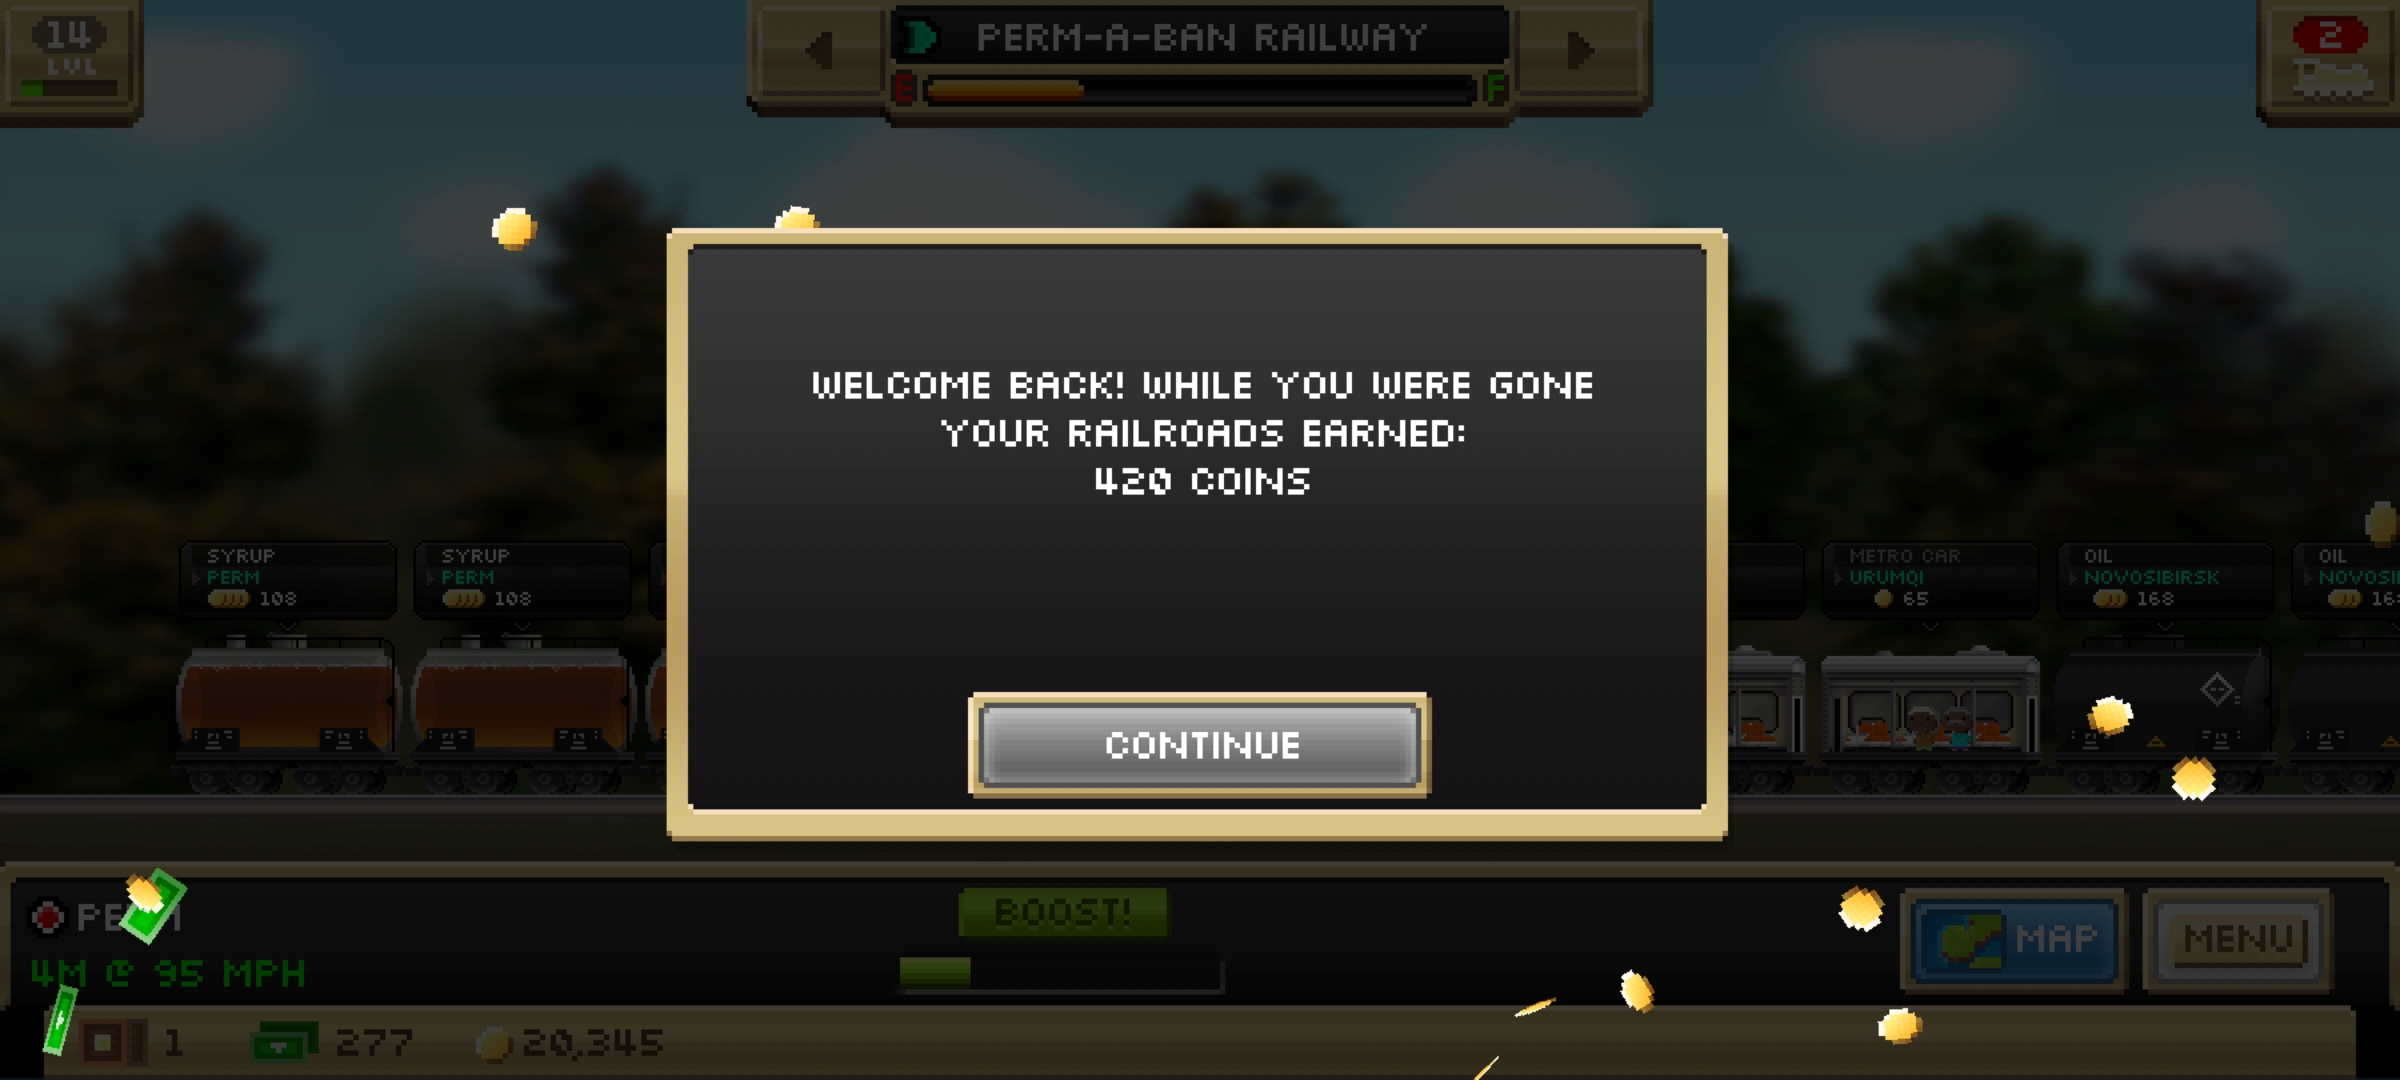 14
LVL
PERM-A-BAN RAILWAY
E
F
2
WELCOME BACK! WHILE YOU WERE GONE
YOUR RAILROADS EARNED:
420 COINS
CONTINUE
SYRUP
PERM
108
SYRUP
PERM
108
METRO CAR
URUMQI
65
OIL
NOVOSIBIRSK
168
OIL
BOOST!
4M @ 95 MPH
MAP
MENU
1
277
20,345